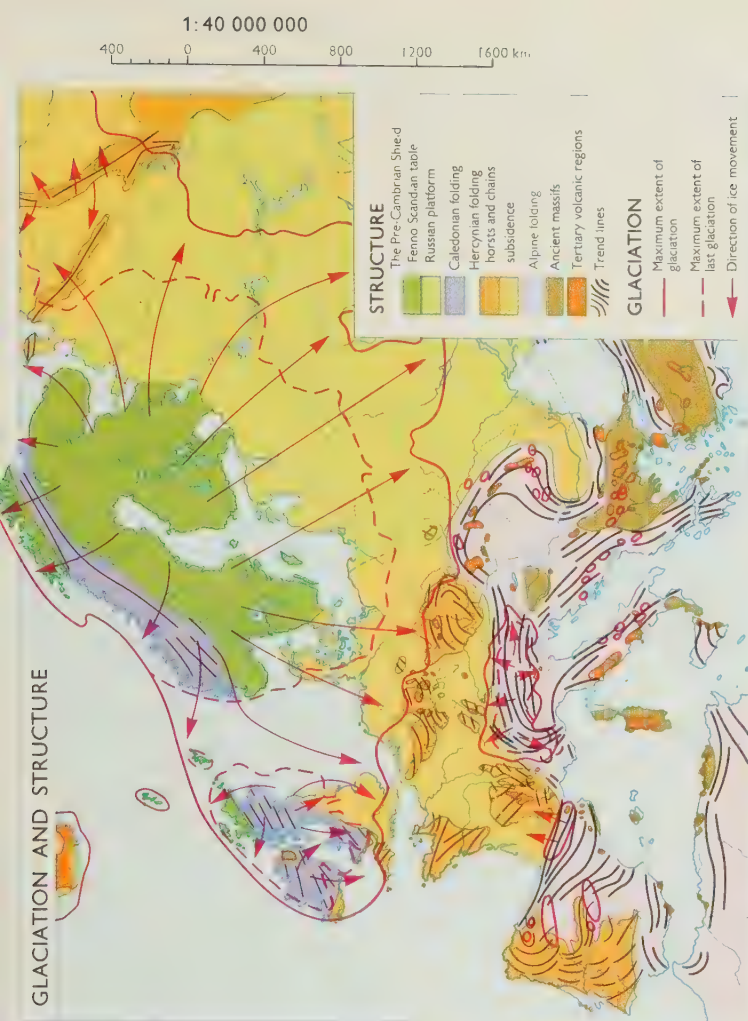 1:40 000 000
400 0 400 800 1200 1600 km
GLACIATION AND STRUCTURE
STRUCTURE
The Pre-Cambrian Shield
Fenno Scandian table
Russian platform
Caledonian folding
Hercynian folding
horsts and chains
subsidence
Alpine folding
Ancient massifs
Tertiary volcanic regions
Trend lines
GLACIATION
Maximum extent of
glaciation
Maximum extent of
last glaciation
Direction of ice movement